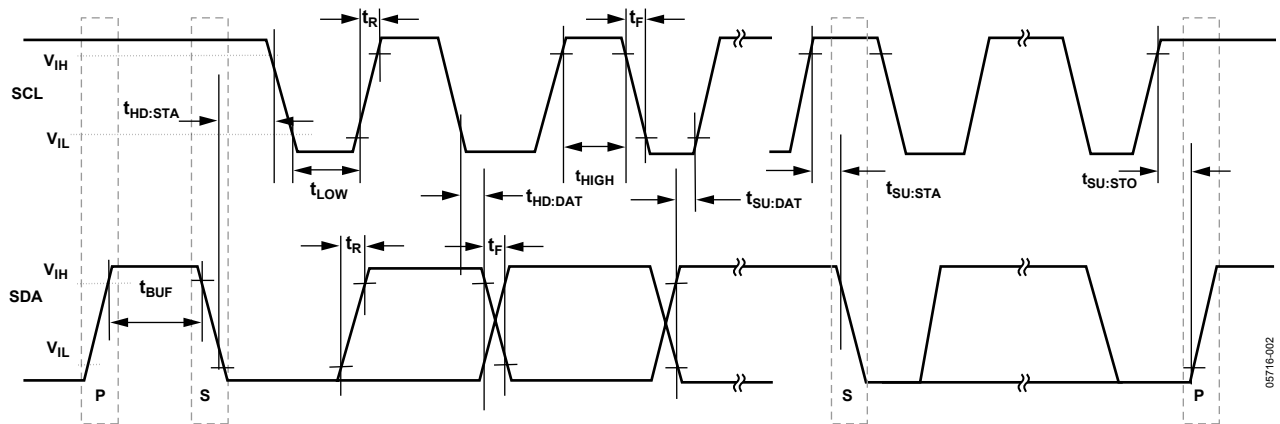 tR
tF
VIH
SCL
tHD:STA
VIL
tLOW
tHIGH
tHD:DAT
tSU:DAT
tSU:STA
tSU:STO
tR
tF
VIH
SDA
tBUF
VIL
P
S
S
P
05716-002